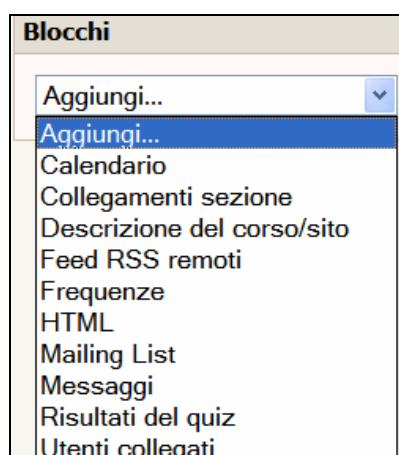 Blocchi
Aggiungi...
Aggiungi...
Calendario
Collegamenti sezione
Descrizione del corso/sito
Feed RSS remoti
Frequenze
HTML
Mailing List
Messaggi
Risultati del quiz
Utenti collegati